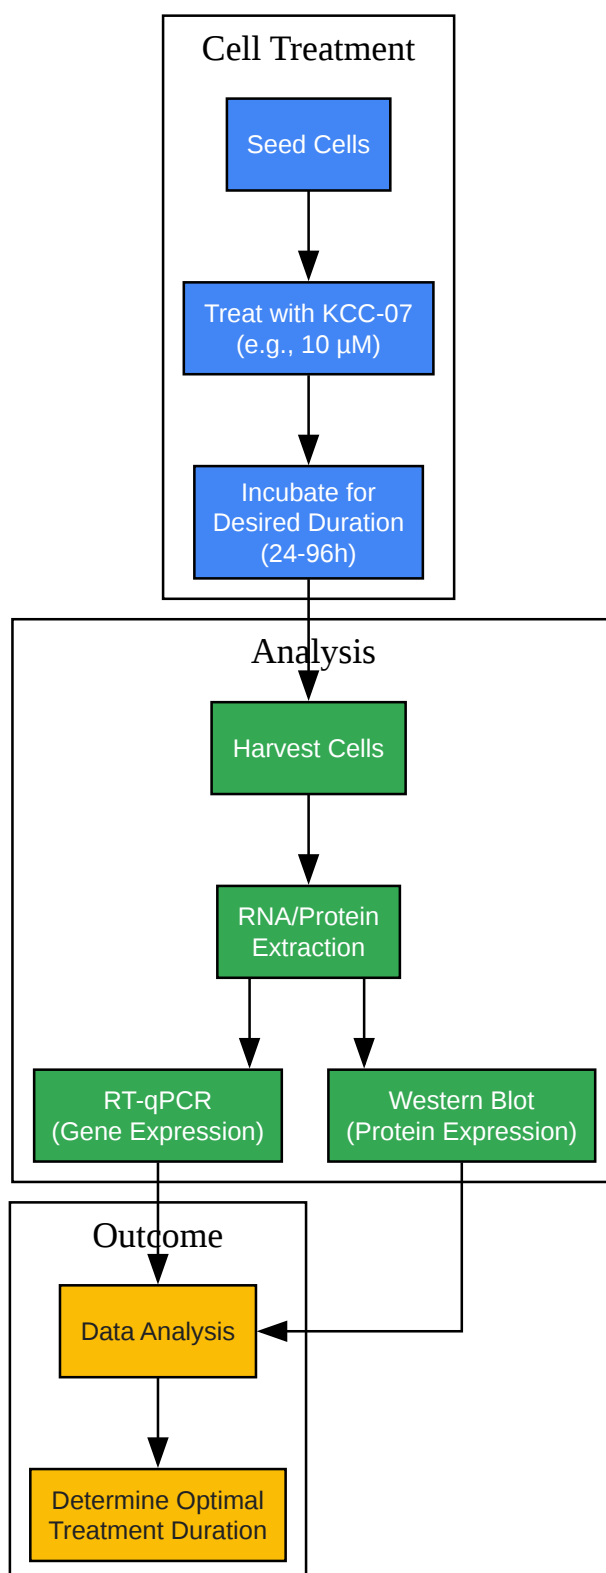 Cell Treatment
Seed Cells
Treat with KCC-07
(e.g., 10 µM)
Incubate for
Desired Duration
(24-96h)
Analysis
Harvest Cells
RNA/Protein
Extraction
RT-qPCR
(Gene Expression)
Western Blot
(Protein Expression)
Outcome
Data Analysis
Determine Optimal
Treatment Duration